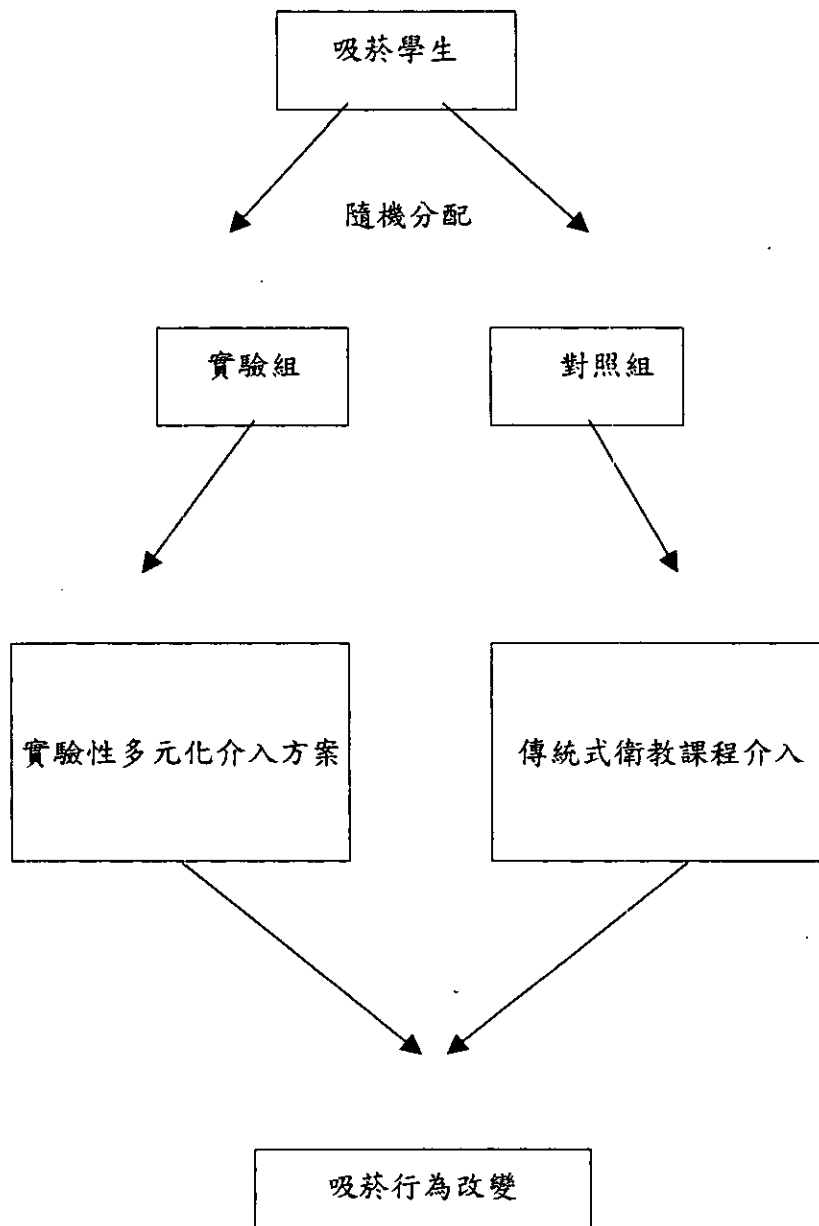 吸菸學生
隨機分配
實驗組
對照組
實驗性多元化介入方案
傳統式衛教課程介入
吸菸行為改變